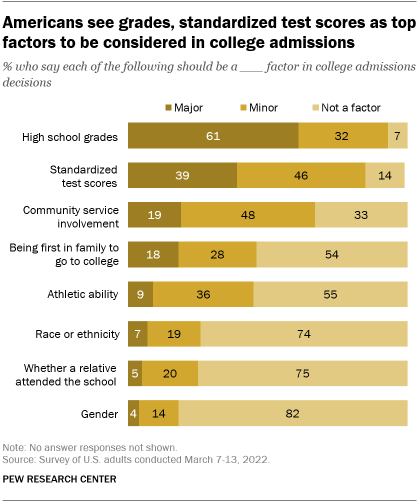 Americans see grades, standardized test scores as top
factors to be considered in college admissions
% who say each of the following should be a ___ factor in college admissions
decisions
Major Minor Not a factor
High school grades 61 32 7
Standardized
test scores 39 46 14
Community service
involvement 19 48 33
Being first in family to
go to college 18 28 54
Athletic ability 9 36 55
Race or ethnicity 7 19 74
Whether a relative
attended the school 5 20 75
Gender 4 14 82
Note: No answer responses not shown.
Source: Survey of U.S. adults conducted March 7-13, 2022.
PEW RESEARCH CENTER